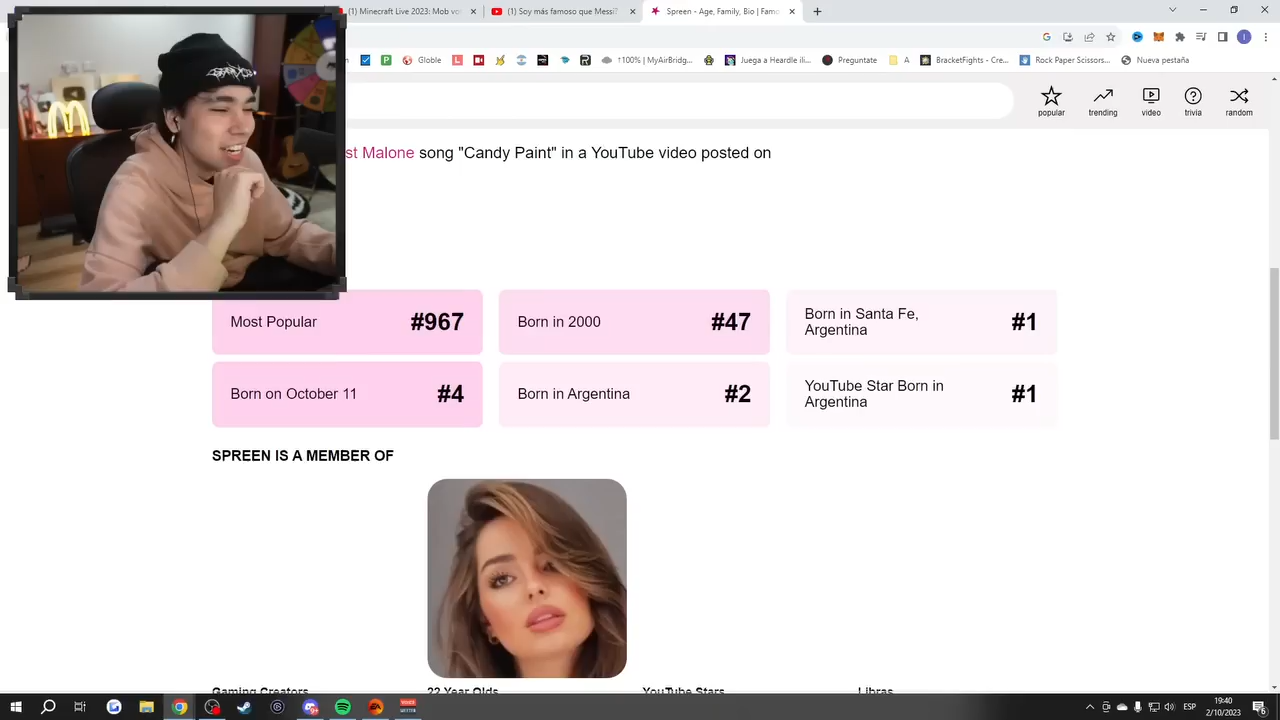 (1) Minecraft Live 2023: Mob vo
(1) Soy más famoso que Messi?
Spreen - Age, Family, Bio | Famo
Globle
↑100% | MyAirBridg...
Juega a Heardle ili...
Preguntate
A
BracketFights - Cre...
Rock Paper Scissors...
Nueva pestaña
popular
trending
video
trivia
random
st Malone song "Candy Paint" in a YouTube video posted on
Most Popular
#967
Born in 2000
#47
Born in Santa Fe,
Argentina
#1
Born on October 11
#4
Born in Argentina
#2
YouTube Star Born in
Argentina
#1
SPREEN IS A MEMBER OF
Gaming Creators
22 Year Olds
YouTube Stars
Libras
ESP
19:40
2/10/2023